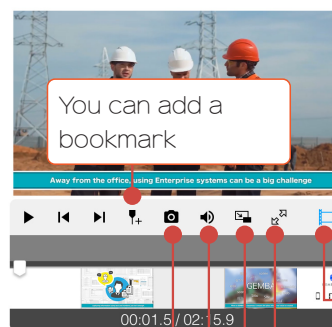 You can add a
bookmark
Away from the office, using Enterprise systems can be a big challenge
GEMBA
00:01.5 / 02:15.9